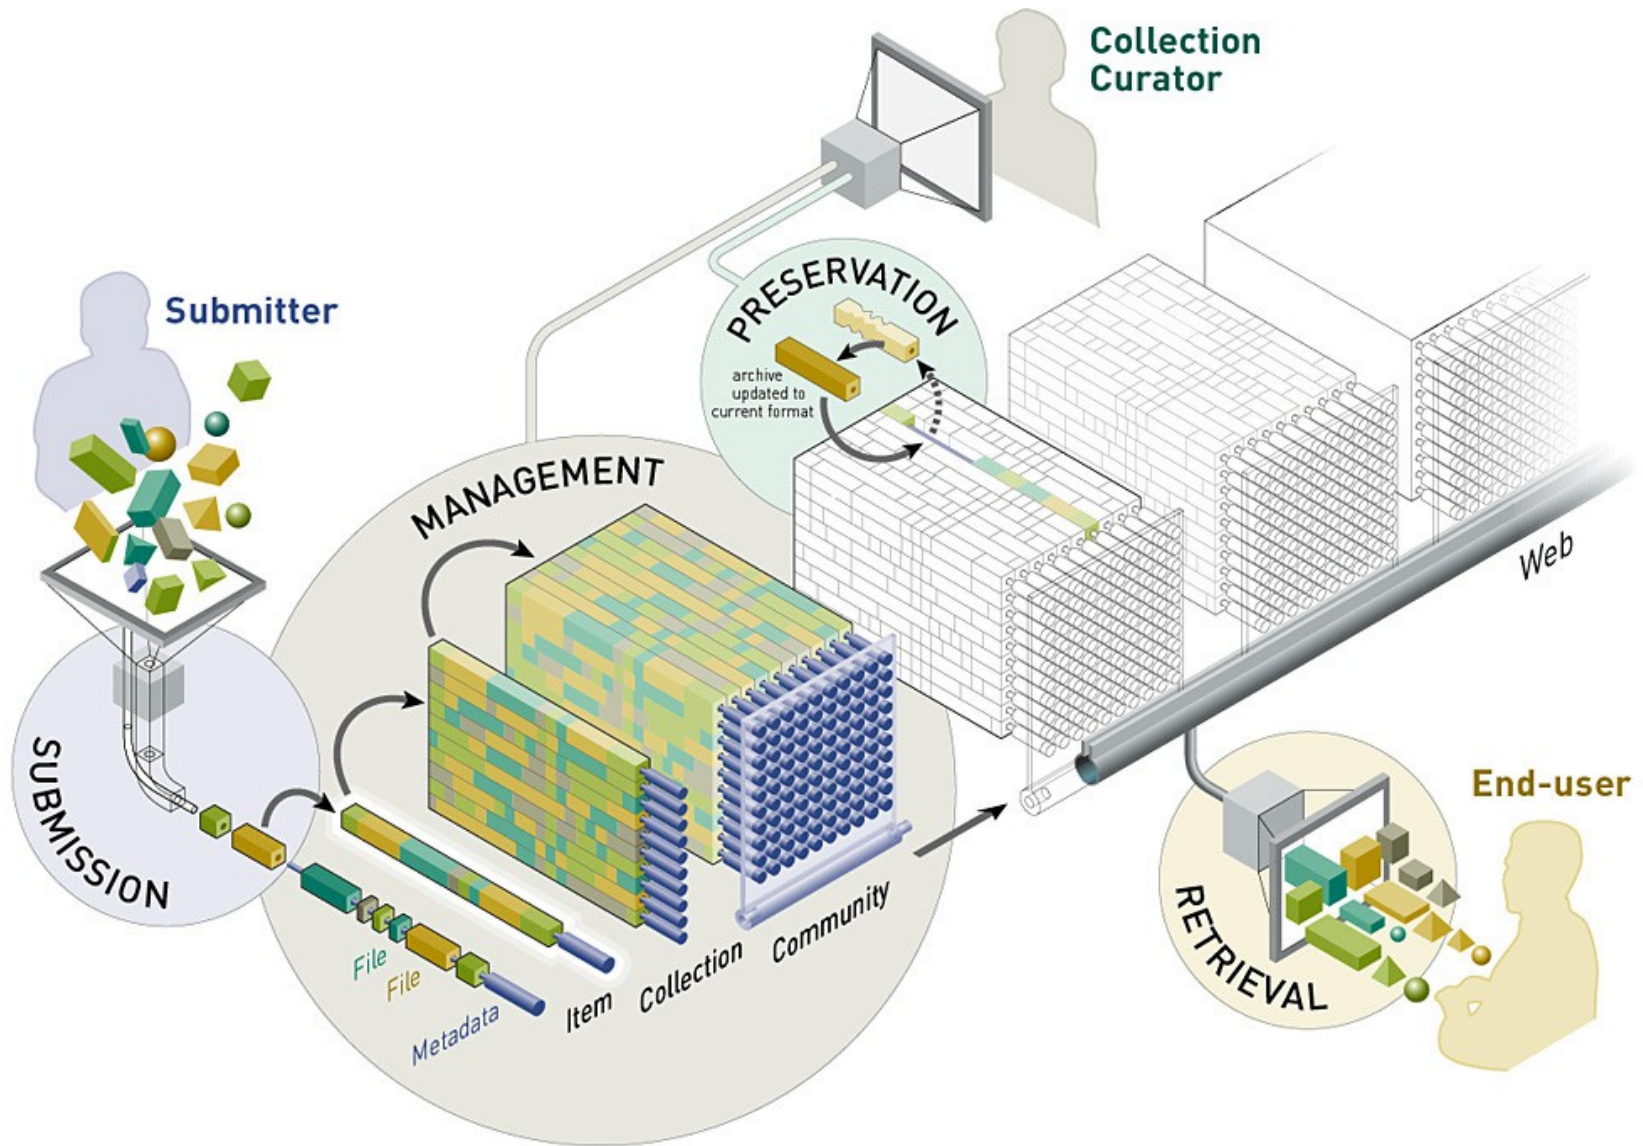 Collection
Curator
Submitter
PRESERVATION
archive
updated to
current format
MANAGEMENT
Web
SUBMISSION
End-user
RETRIEVAL
File
File
Metadata
Item
Collection
Community